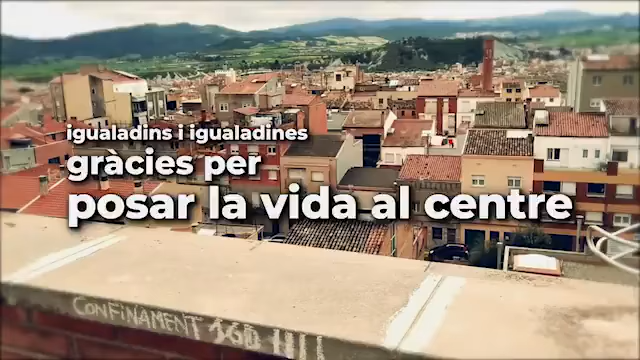 igualadins i igualadines
gràcies per
posar la vida al centre
CONFINAMENT